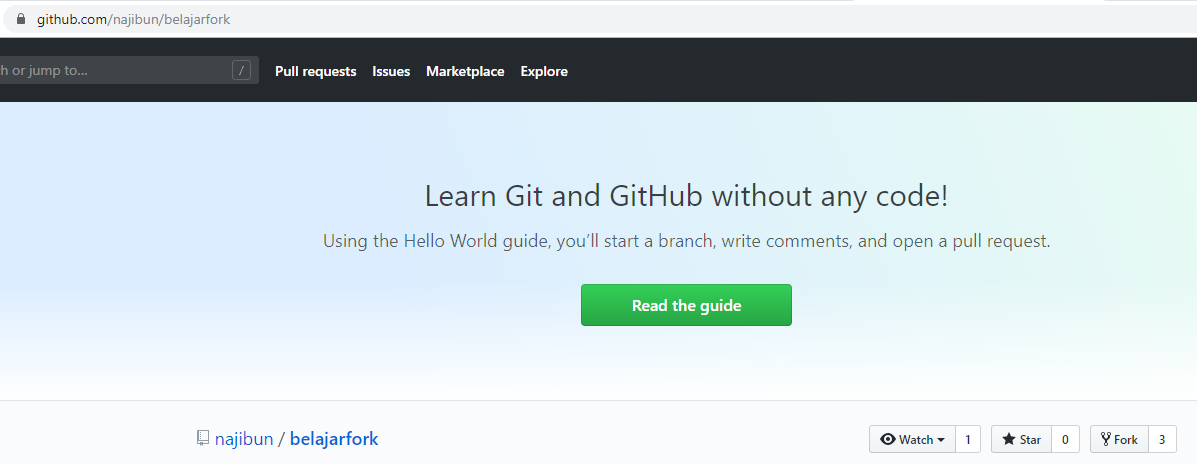 github.com/najibun/belajarfork
h or jump to... / Pull requests Issues Marketplace Explore
Learn Git and GitHub without any code!
Using the Hello World guide, you’ll start a branch, write comments, and open a pull request.
Read the guide
najibun / belajarfork Watch 1 Star 0 Fork 3